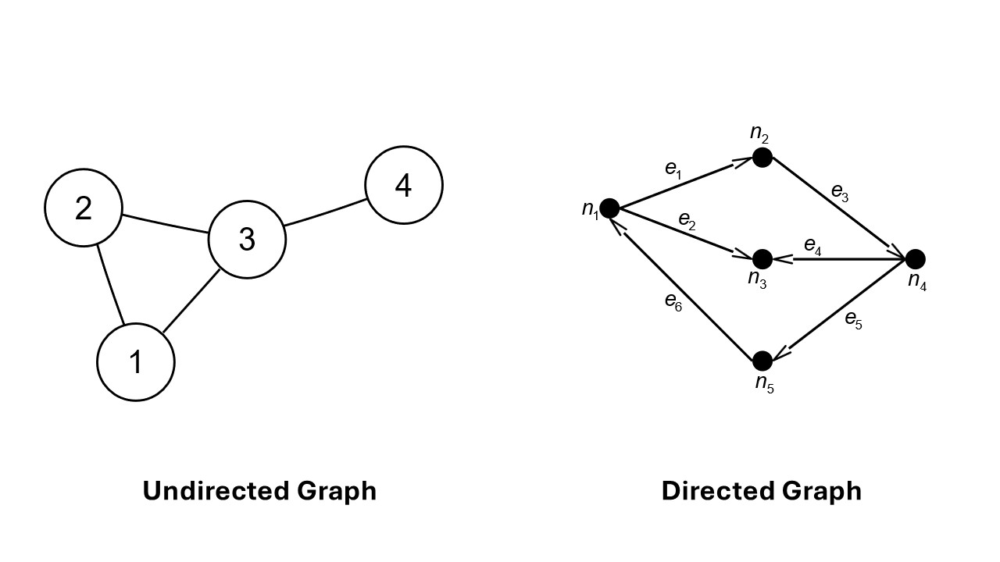 2
3
4
1
Undirected Graph
n2
e1
e3
n1
e2
e4
n3
n4
e6
e5
n5
Directed Graph